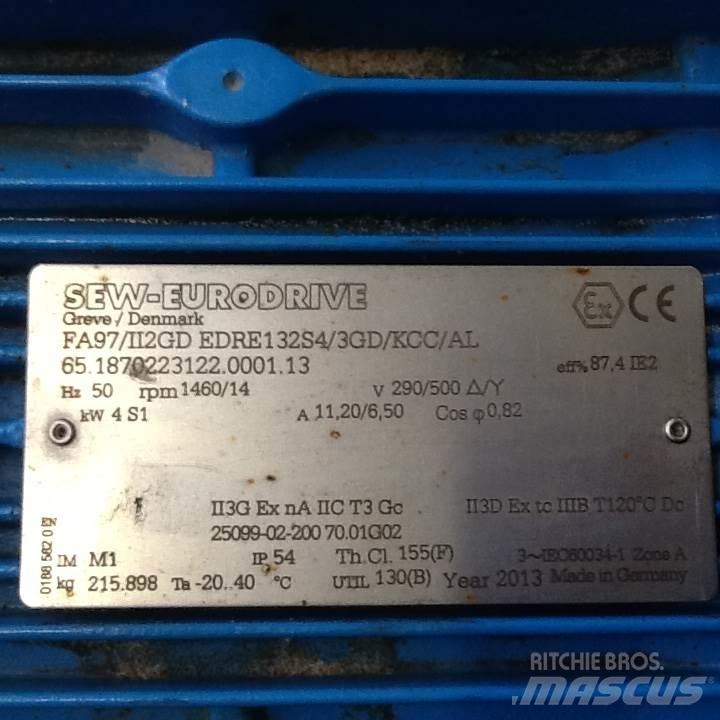 SEW-EURODRIVE
Greve / Denmark
FA97/II2GD EDRE132S4/3GD/KCC/AL
65.1870223122.0001.13
eff% 87,4 IE2
Hz 50 rpm 1460/14 V 290/500 Δ/Y
kW 4 S1 A 11,20/6,50 Cos φ 0,82
II3G Ex nA IIC T3 Gc II3D Ex tc IIIB T120°C Dc
25099-02-200 70.01G02
IM M1 IP 54 Th.Cl. 155(F) 3~IEC60034-1 Zone A
kg 215.898 Ta -20..40 °C UTIL 130(B) Year 2013 Made in Germany
0188 582 0 EN
Ex CE
RITCHIE BROS.
MASCUS